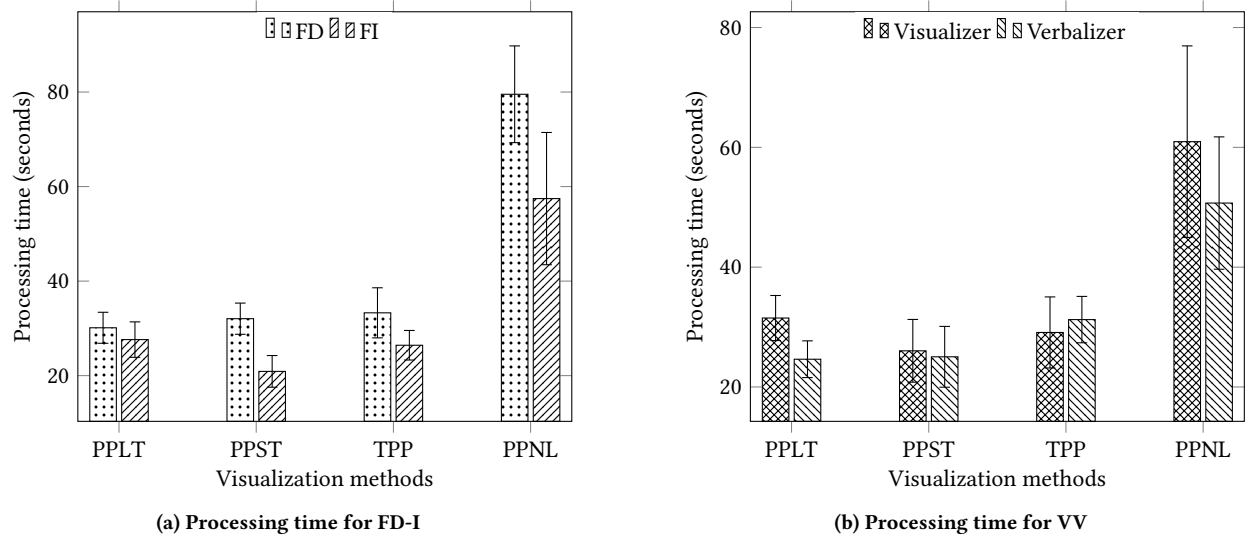 FD FI
80
60
40
20
Processing time (seconds)
PPLT PPST TPP PPNL
Visualization methods
(a) Processing time for FD-I
Visualizer Verbalizer
80
60
40
20
Processing time (seconds)
PPLT PPST TPP PPNL
Visualization methods
(b) Processing time for VV